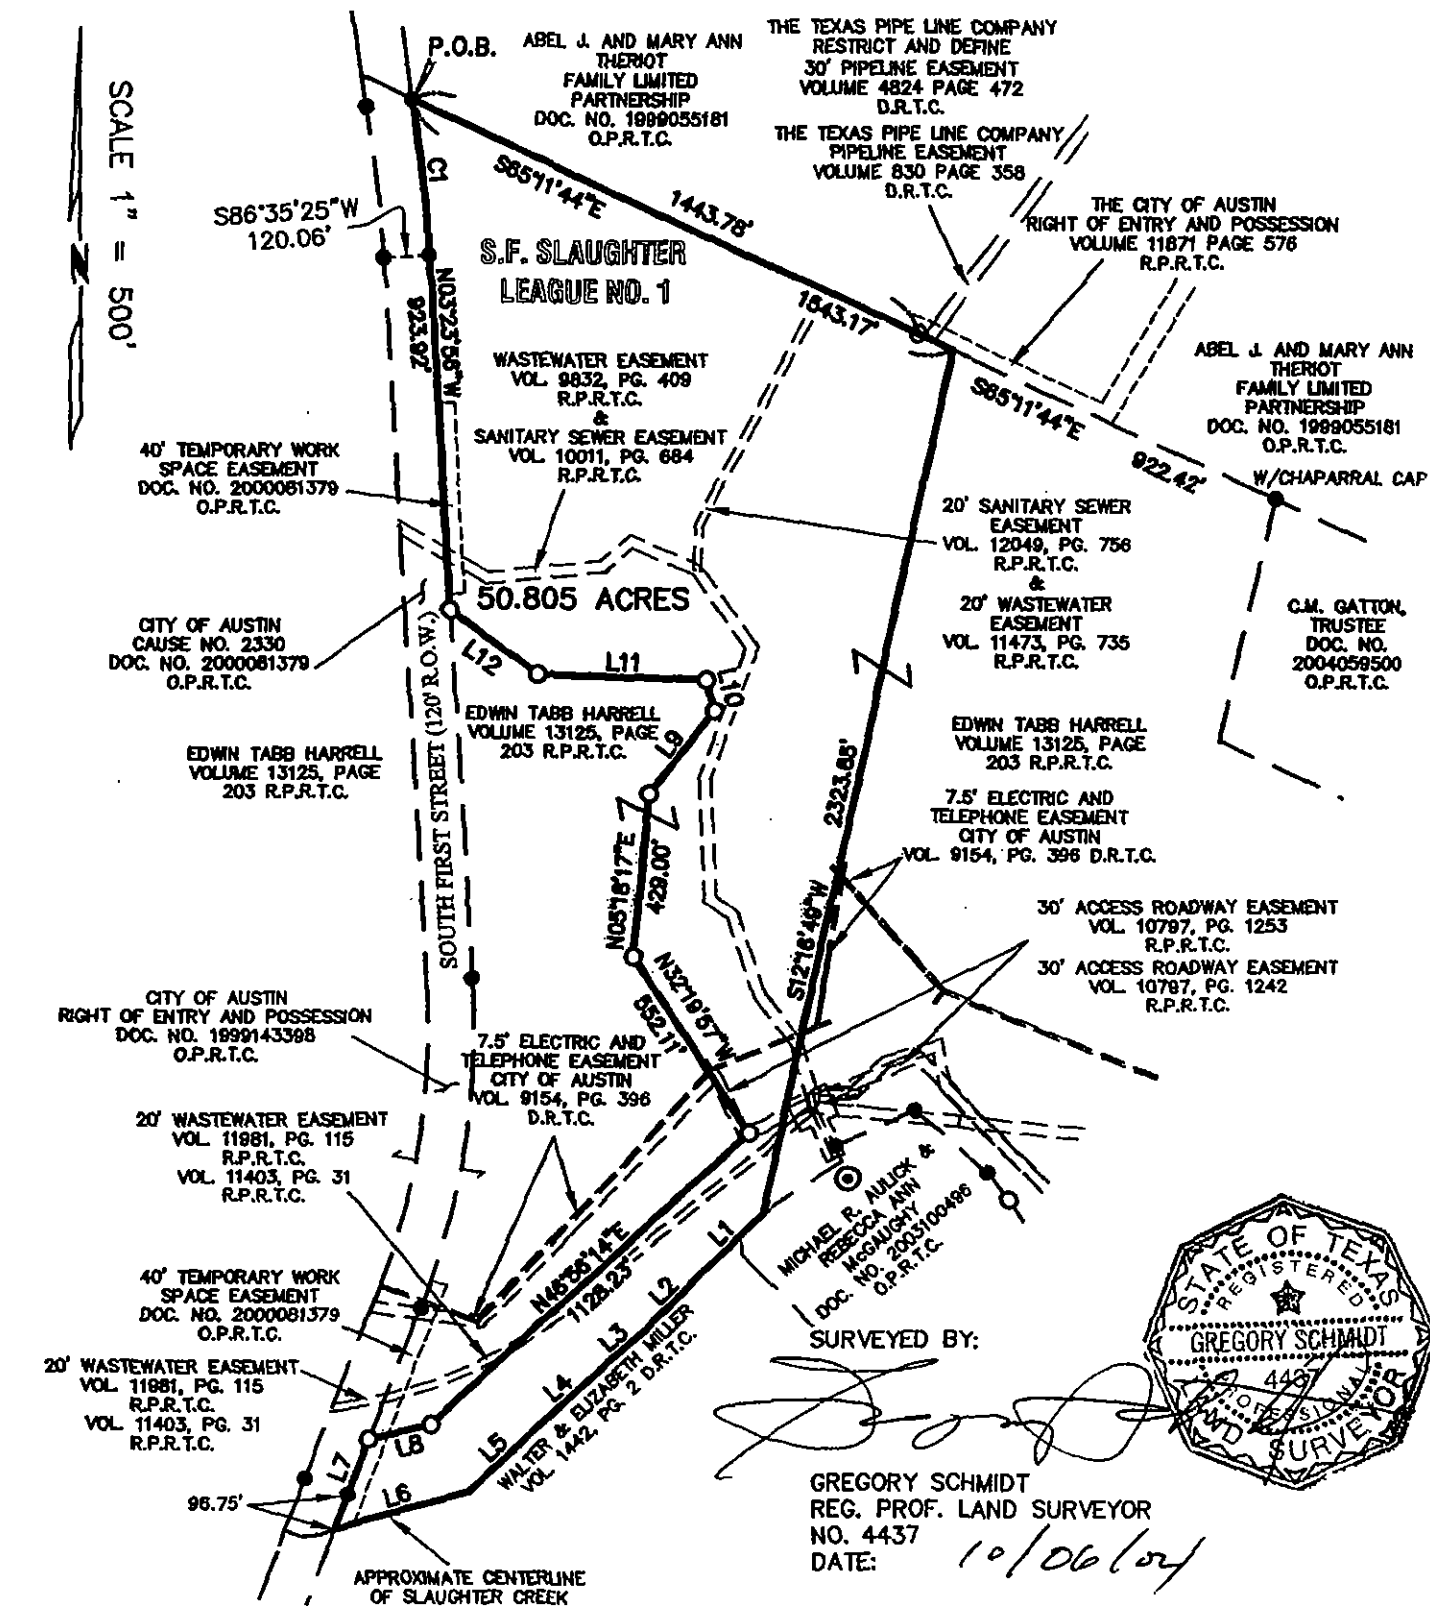 P.O.B.
ABEL J. AND MARY ANN
THERIOT
FAMILY LIMITED
PARTNERSHIP
DOC. NO. 1999055181
O.P.R.T.C.
THE TEXAS PIPE LINE COMPANY
RESTRICT AND DEFINE
30' PIPELINE EASEMENT
VOLUME 4824 PAGE 472
D.R.T.C.
THE TEXAS PIPE LINE COMPANY
PIPELINE EASEMENT
VOLUME 830 PAGE 358
D.R.T.C.
THE CITY OF AUSTIN
RIGHT OF ENTRY AND POSSESSION
VOLUME 11871 PAGE 576
R.P.R.T.C.
SCALE 1" = 500'
N
C1
S65°11'44"E
1443.78'
1543.17'
S86°35'25"W
120.06'
S.F. SLAUGHTER
LEAGUE NO. 1
N03°23'56"W
923.92'
WASTEWATER EASEMENT
VOL. 9832, PG. 409
R.P.R.T.C.
&
SANITARY SEWER EASEMENT
VOL. 10011, PG. 684
R.P.R.T.C.
ABEL J. AND MARY ANN
THERIOT
FAMILY LIMITED
PARTNERSHIP
DOC. NO. 1999055181
O.P.R.T.C.
S65°11'44"E
922.42'
W/CHAPARRAL CAP
40' TEMPORARY WORK
SPACE EASEMENT
DOC. NO. 2000081379
O.P.R.T.C.
20' SANITARY SEWER
EASEMENT
VOL. 12049, PG. 756
R.P.R.T.C.
&
20' WASTEWATER
EASEMENT
VOL. 11473, PG. 735
R.P.R.T.C.
50.805 ACRES
CITY OF AUSTIN
CAUSE NO. 2330
DOC. NO. 2000081379
O.P.R.T.C.
C.M. GATTON,
TRUSTEE
DOC. NO.
2004059500
O.P.R.T.C.
L12
L11
L10
L9
EDWIN TABB HARRELL
VOLUME 13125, PAGE
203 R.P.R.T.C.
EDWIN TABB HARRELL
VOLUME 13125, PAGE
203 R.P.R.T.C.
EDWIN TABB HARRELL
VOLUME 13125, PAGE
203 R.P.R.T.C.
SOUTH FIRST STREET (120' R.O.W.)
2323.85'
S12°16'49"W
7.5' ELECTRIC AND
TELEPHONE EASEMENT
CITY OF AUSTIN
VOL. 9154, PG. 396 D.R.T.C.
N05°16'17"E
429.00'
30' ACCESS ROADWAY EASEMENT
VOL. 10797, PG. 1253
R.P.R.T.C.
30' ACCESS ROADWAY EASEMENT
VOL. 10797, PG. 1242
R.P.R.T.C.
N32°19'57"W
552.11'
CITY OF AUSTIN
RIGHT OF ENTRY AND POSSESSION
DOC. NO. 1999143398
O.P.R.T.C.
7.5' ELECTRIC AND
TELEPHONE EASEMENT
CITY OF AUSTIN
VOL. 9154, PG. 396
D.R.T.C.
20' WASTEWATER EASEMENT
VOL. 11981, PG. 115
R.P.R.T.C.
VOL. 11403, PG. 31
R.P.R.T.C.
N46°56'14"E
1128.23'
MICHAEL R. AULICK &
REBECCA ANN
McGAUGHY
DOC. NO. 2003100496
O.P.R.T.C.
L1
L2
L3
L4
L5
L6
L7
L8
WALTER & ELIZABETH MILLER
VOL. 1442, PG. 2 D.R.T.C.
40' TEMPORARY WORK
SPACE EASEMENT
DOC. NO. 2000081379
O.P.R.T.C.
20' WASTEWATER EASEMENT
VOL. 11981, PG. 115
R.P.R.T.C.
VOL. 11403, PG. 31
R.P.R.T.C.
96.75'
APPROXIMATE CENTERLINE
OF SLAUGHTER CREEK
SURVEYED BY:
STATE OF TEXAS
REGISTERED
GREGORY SCHMIDT
4437
PROFESSIONAL
LAND SURVEYOR
GREGORY SCHMIDT
REG. PROF. LAND SURVEYOR
NO. 4437
DATE: 10/06/04